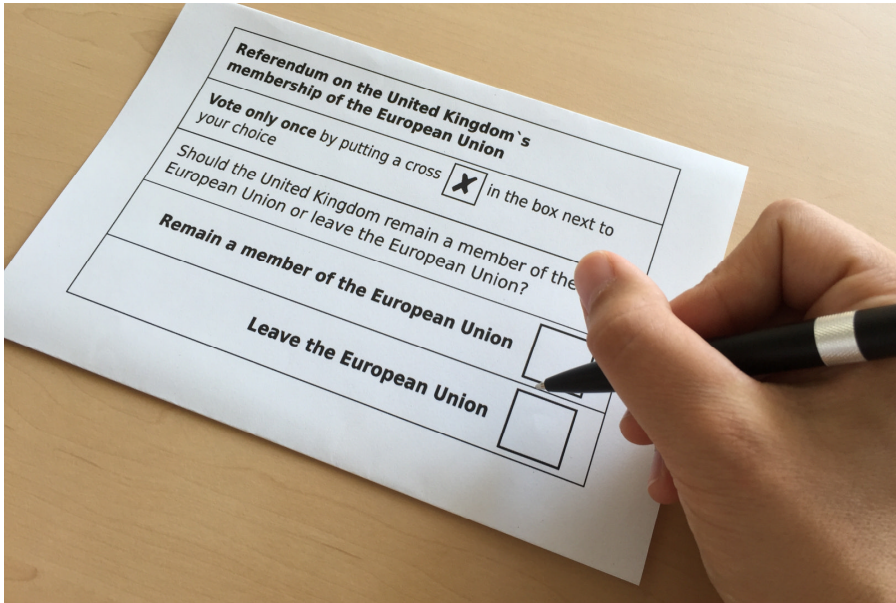 Referendum on the United Kingdom`s
membership of the European Union
Vote only once by putting a cross X in the box next to
your choice
Should the United Kingdom remain a member of the
European Union or leave the European Union?
Remain a member of the European Union
Leave the European Union